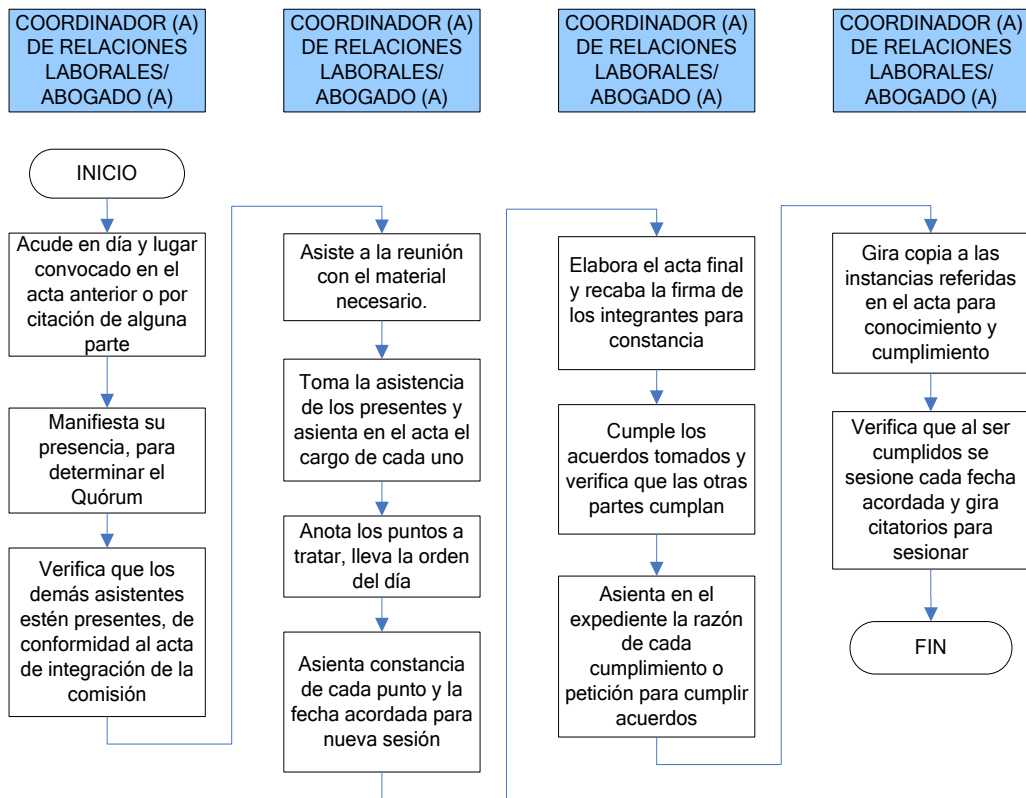 COORDINADOR (A)
DE RELACIONES
LABORALES/
ABOGADO (A)
INICIO
Acude en día y lugar
convocado en el
acta anterior o por
citación de alguna
parte
Manifiesta su
presencia, para
determinar el
Quórum
Verifica que los
demás asistentes
estén presentes, de
conformidad al acta
de integración de la
comisión
COORDINADOR (A)
DE RELACIONES
LABORALES/
ABOGADO (A)
Asiste a la reunión
con el material
necesario.
Toma la asistencia
de los presentes y
asienta en el acta el
cargo de cada uno
Anota los puntos a
tratar, lleva la orden
del día
Asienta constancia
de cada punto y la
fecha acordada para
nueva sesión
COORDINADOR (A)
DE RELACIONES
LABORALES/
ABOGADO (A)
Elabora el acta final
y recaba la firma de
los integrantes para
constancia
Cumple los
acuerdos tomados y
verifica que las otras
partes cumplan
Asienta en el
expediente la razón
de cada
cumplimiento o
petición para cumplir
acuerdos
COORDINADOR (A)
DE RELACIONES
LABORALES/
ABOGADO (A)
Gira copia a las
instancias referidas
en el acta para
conocimiento y
cumplimiento
Verifica que al ser
cumplidos se
sesione cada fecha
acordada y gira
citatorios para
sesionar
FIN